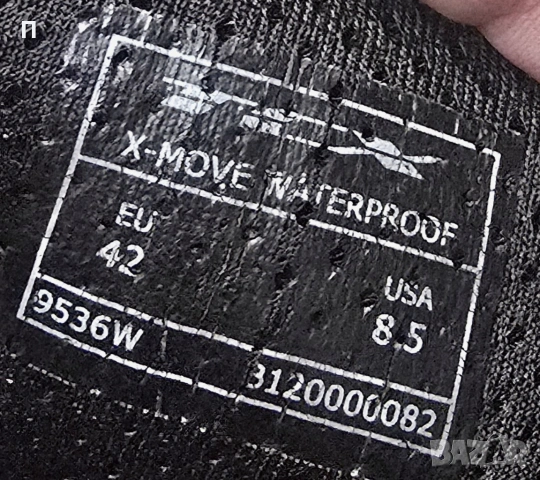 П
X-MOVE WATERPROOF
EU
42
USA
8.5
9536W
3120000082